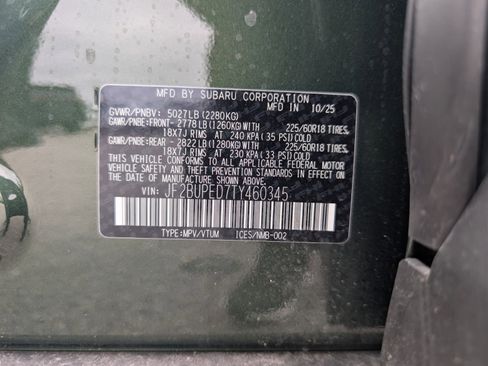 MFD BY SUBARU CORPORATION 10/25
GVWR/PNBV: 5027LB (2280KG)
GAWR/PNBE:FRONT- 2778LB(1260KG)WITH 225/60R18 TIRES,
18X7J RIMS AT 240 KPA (35 PSI)COLD
GAWR/PNBE:REAR - 2822LB(1280KG)WITH 225/60R18 TIRES,
18X7J RIMS AT 230 KPA (33 PSI)COLD
THIS VEHICLE CONFORMS TO ALL APPLICABLE FEDERAL MOTOR
VEHICLE SAFETY, BUMPER, AND THEFT PREVENTION STANDARDS
IN EFFECT ON THE DATE OF MANUFACTURE SHOWN ABOVE.
VIN: JF2BUPED7TY460345
TYPE:MPV/VTUM ICES/NMB-002